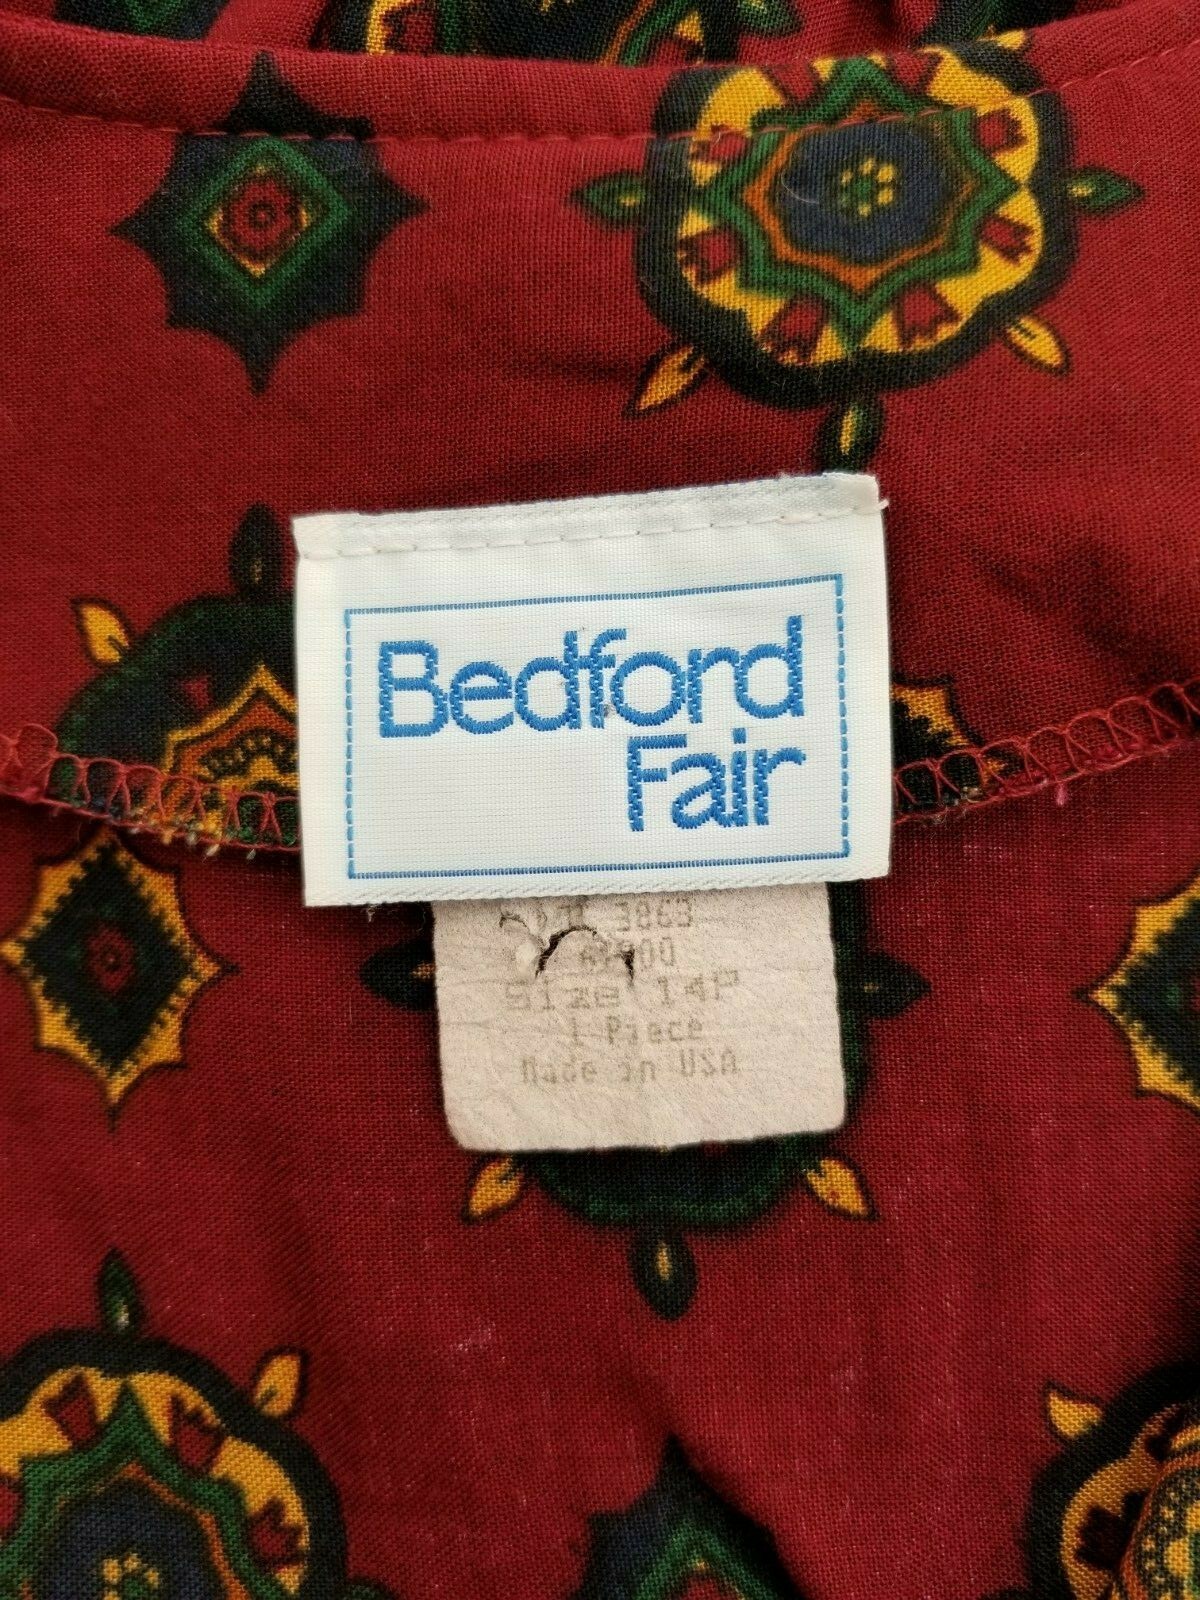 Bedford
Fair
3863
Size 14P
1 Piece
Made in USA